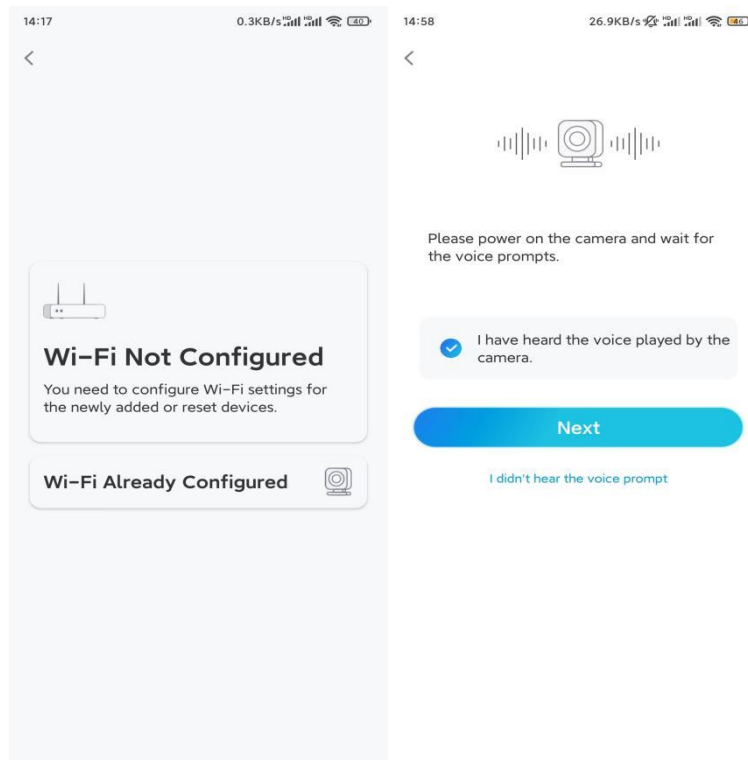 14:17
0.3KB/s
40
Wi-Fi Not Configured
You need to configure Wi-Fi settings for
the newly added or reset devices.
Wi-Fi Already Configured
14:58
26.9KB/s
46
Please power on the camera and wait for
the voice prompts.
I have heard the voice played by the
camera.
Next
I didn't hear the voice prompt